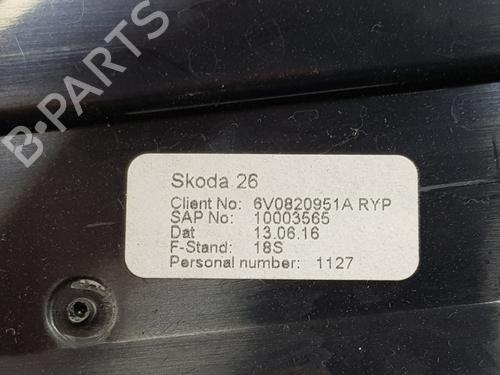 B-PARTS
Skoda 26
Client No: 6V0820951A RYP
SAP No: 10003565
Dat 13.06.16
F-Stand: 18S
Personal number: 1127